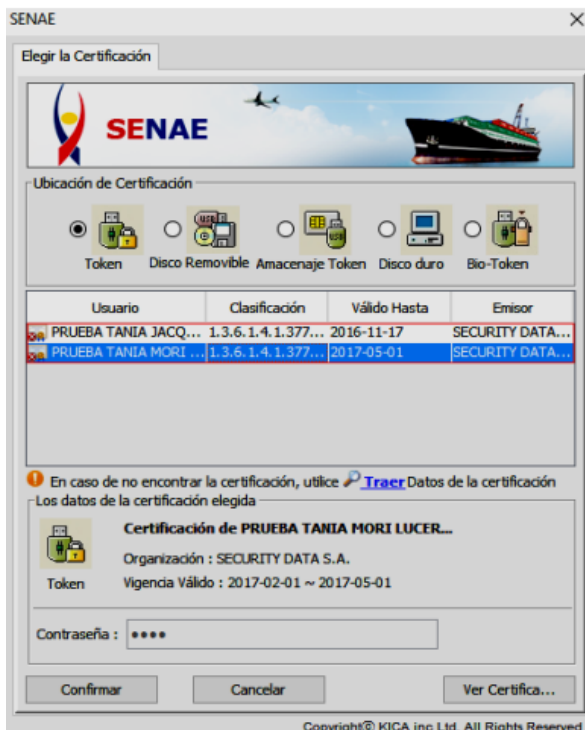 SENAE
Elegir la Certificación
SENAE
Ubicación de Certificación
Token Disco Removible Amacenaje Token Disco duro Bio-Token
Usuario Clasificación Válido Hasta Emisor
PRUEBA TANIA JACQ... 1.3.6.1.4.1.377... 2016-11-17 SECURITY DATA...
PRUEBA TANIA MORI ... 1.3.6.1.4.1.377... 2017-05-01 SECURITY DATA...
En caso de no encontrar la certificación, utilice Traer Datos de la certificación
Los datos de la certificación elegida
Certificación de PRUEBA TANIA MORI LUCER...
Organización : SECURITY DATA S.A.
Token Vigencia Válido : 2017-02-01 ~ 2017-05-01
Contraseña : ••••
Confirmar Cancelar Ver Certifica...
Copyright© KICA inc Ltd. All Rights Reserved